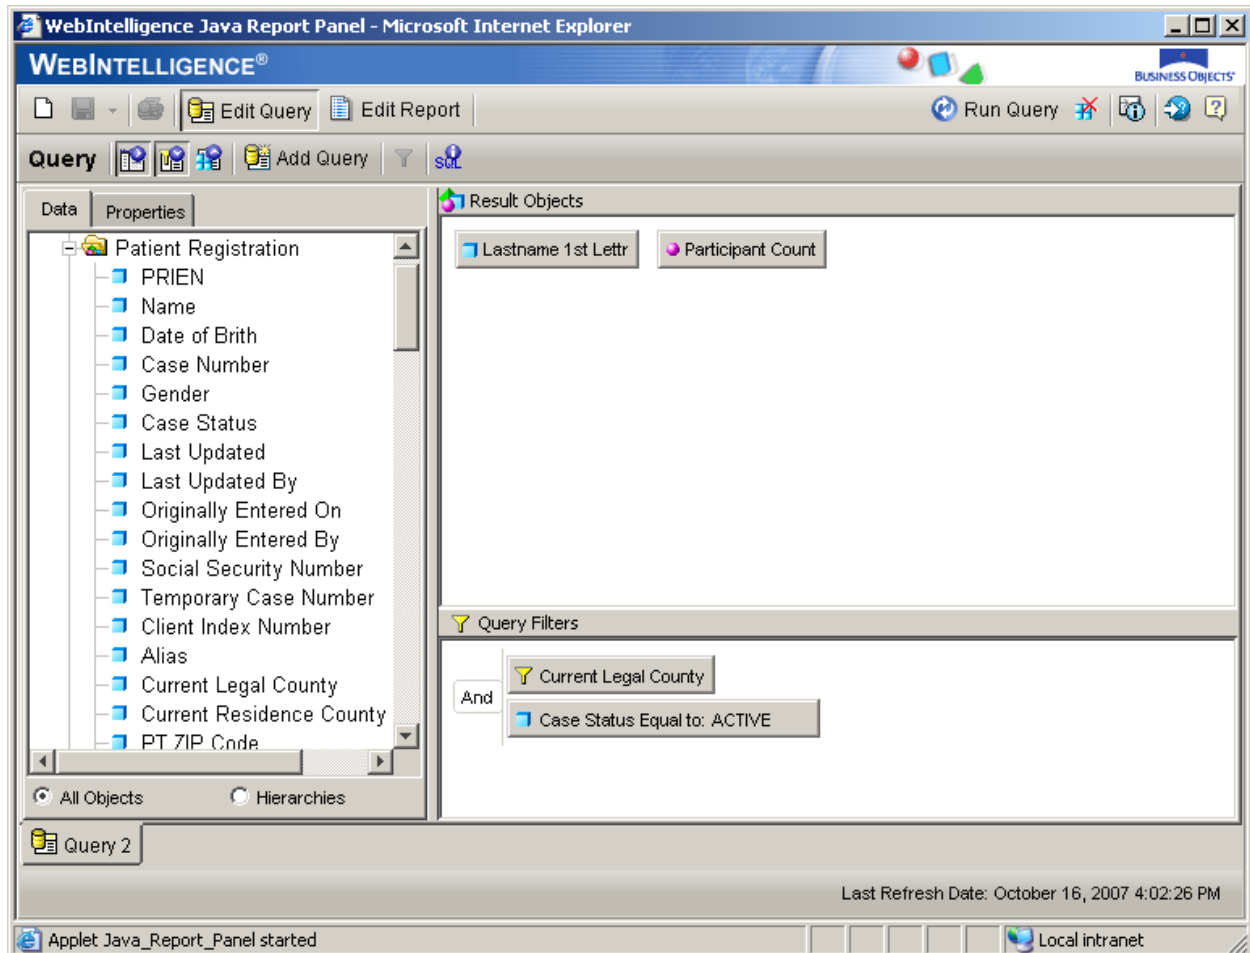 WebIntelligence Java Report Panel - Microsoft Internet Explorer
WEBINTELLIGENCE®
BUSINESS OBJECTS®
Edit Query Edit Report Run Query
Query Add Query SQL
Data Properties
Patient Registration
PRIEN
Name
Date of Brith
Case Number
Gender
Case Status
Last Updated
Last Updated By
Originally Entered On
Originally Entered By
Social Security Number
Temporary Case Number
Client Index Number
Alias
Current Legal County
Current Residence County
PT ZIP Code
All Objects Hierarchies
Result Objects
Lastname 1st Lettr Participant Count
Query Filters
And
Current Legal County
Case Status Equal to: ACTIVE
Query 2
Last Refresh Date: October 16, 2007 4:02:26 PM
Applet Java_Report_Panel started Local intranet